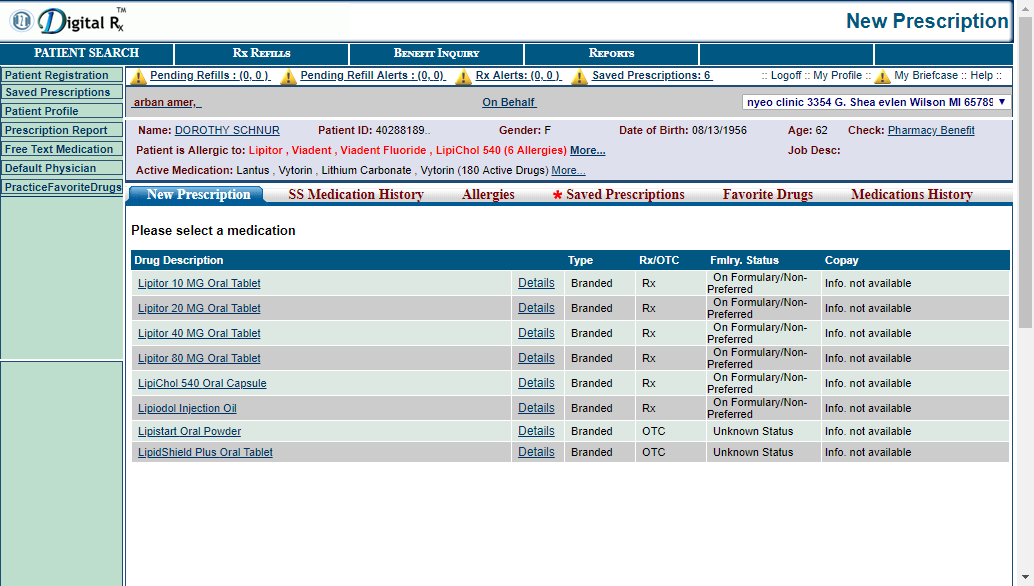 Digital Rx TM
New Prescription
PATIENT SEARCH RX REFILLS BENEFIT INQUIRY REPORTS
Patient Registration
Saved Prescriptions
Patient Profile
Prescription Report
Free Text Medication
Default Physician
PracticeFavoriteDrugs
Pending Refills : (0, 0 ) Pending Refill Alerts : (0, 0) Rx Alerts: (0, 0 ) Saved Prescriptions: 6 :: Logoff :: My Profile :: My Briefcase :: Help ::
arban amer, On Behalf nyeo clinic 3354 G. Shea evlen Wilson MI 65789
Name: DOROTHY SCHNUR Patient ID: 40288189.. Gender: F Date of Birth: 08/13/1956 Age: 62 Check: Pharmacy Benefit
Patient is Allergic to: Lipitor , Viadent , Viadent Fluoride , LipiChol 540 (6 Allergies) More... Job Desc:
Active Medication: Lantus , Vytorin , Lithium Carbonate , Vytorin (180 Active Drugs) More...
New Prescription SS Medication History Allergies * Saved Prescriptions Favorite Drugs Medications History
Please select a medication
Drug Description Type Rx/OTC Fmlry. Status Copay
Lipitor 10 MG Oral Tablet Details Branded Rx On Formulary/Non-Preferred Info. not available
Lipitor 20 MG Oral Tablet Details Branded Rx On Formulary/Non-Preferred Info. not available
Lipitor 40 MG Oral Tablet Details Branded Rx On Formulary/Non-Preferred Info. not available
Lipitor 80 MG Oral Tablet Details Branded Rx On Formulary/Non-Preferred Info. not available
LipiChol 540 Oral Capsule Details Branded Rx On Formulary/Non-Preferred Info. not available
Lipiodol Injection Oil Details Branded Rx On Formulary/Non-Preferred Info. not available
Lipistart Oral Powder Details Branded OTC Unknown Status Info. not available
LipidShield Plus Oral Tablet Details Branded OTC Unknown Status Info. not available